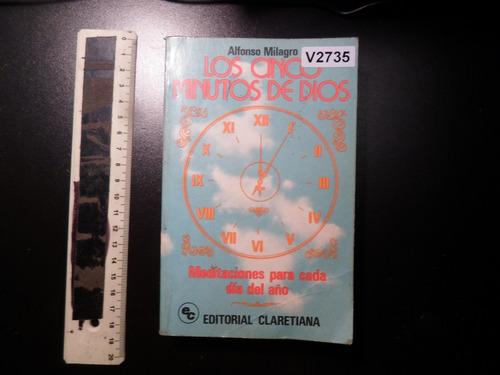 Alfonso Milagro
V2735
LOS CINCO
MINUTOS DE DIOS
XII
I
II
III
IV
V
VI
VII
VIII
IX
X
XI
Meditaciones para cada
día del año
ec EDITORIAL CLARETIANA